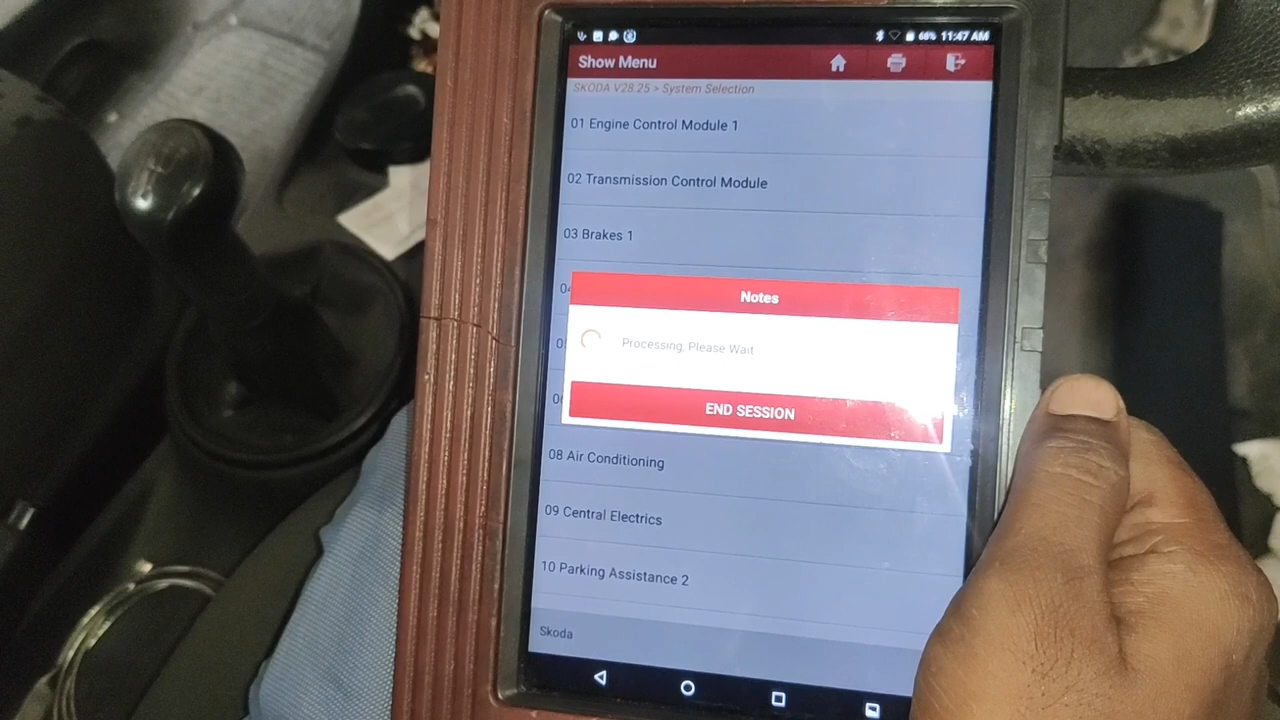 68% 11:47 AM
Show Menu
SKODA V28.25 > System Selection
01 Engine Control Module 1
02 Transmission Control Module
03 Brakes 1
Notes
Processing, Please Wait
END SESSION
08 Air Conditioning
09 Central Electrics
10 Parking Assistance 2
Skoda